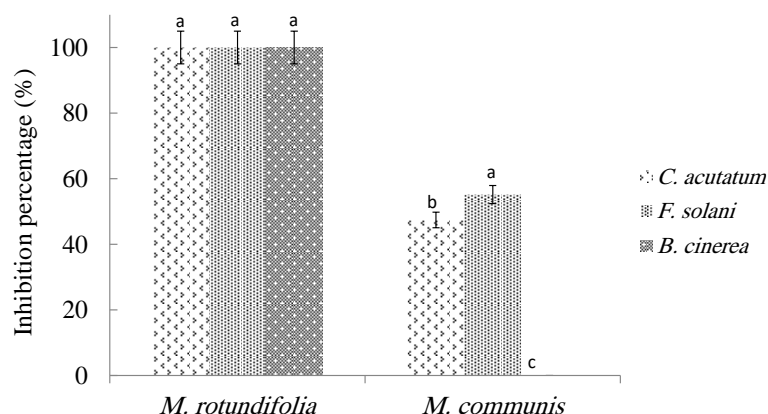 Inhibition percentage (%)
100
80
60
40
20
0
a
a
a
b
a
c
M. rotundifolia
M. communis
C. acutatum
F. solani
B. cinerea